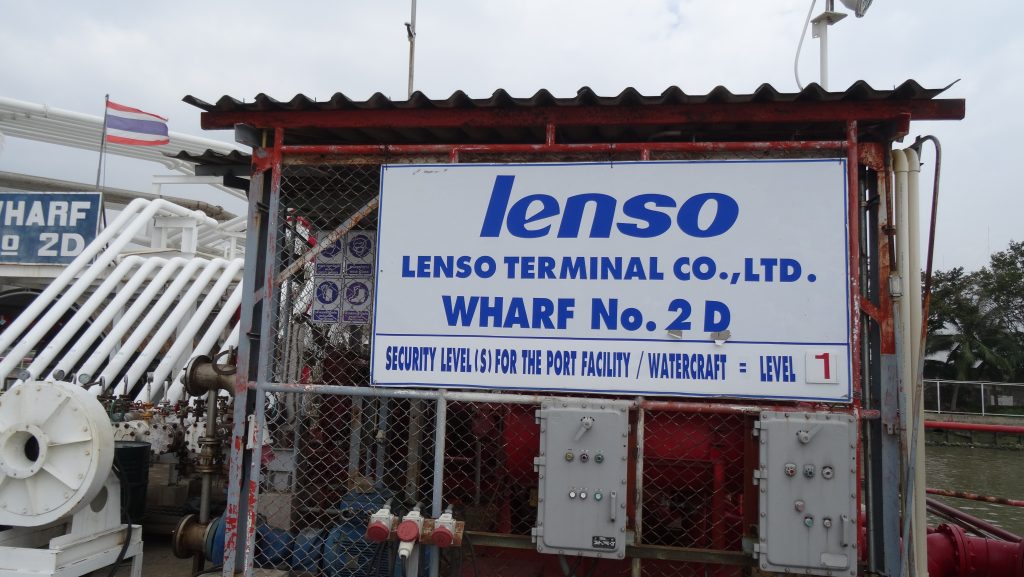 WHARF
No 2D
lenso
LENSO TERMINAL CO.,LTD.
WHARF No. 2 D
SECURITY LEVEL(S) FOR THE PORT FACILITY / WATERCRAFT = LEVEL 1